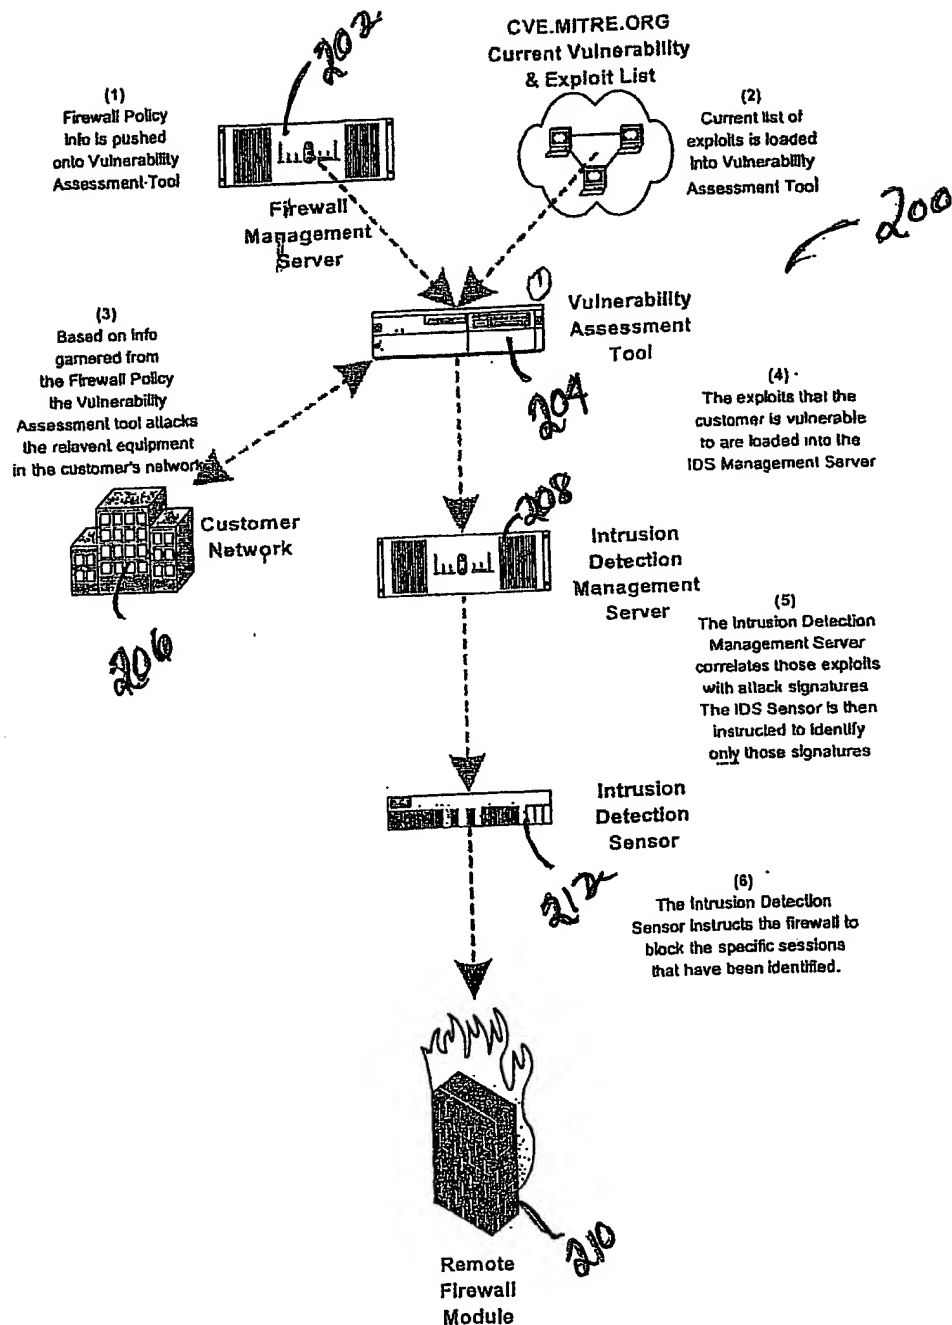 202
CVE.MITRE.ORG
Current Vulnerability
& Exploit List
(1)
Firewall Policy
Info is pushed
onto Vulnerability
Assessment Tool
(2)
Current list of
exploits is loaded
into Vulnerability
Assessment Tool
Firewall
Management
Server
200
1
Vulnerability
Assessment
Tool
(3)
Based on info
garnered from
the Firewall Policy
the Vulnerability
Assessment tool attacks
the relavent equipment
in the customer's network
204
(4)
The exploits that the
customer is vulnerable
to are loaded into the
IDS Management Server
208
Customer
Network
206
Intrusion
Detection
Management
Server
(5)
The Intrusion Detection
Management Server
correlates those exploits
with attack signatures
The IDS Sensor is then
instructed to identify
only those signatures
Intrusion
Detection
Sensor
212
(6)
The Intrusion Detection
Sensor instructs the firewall to
block the specific sessions
that have been identified.
210
Remote
Firewall
Module